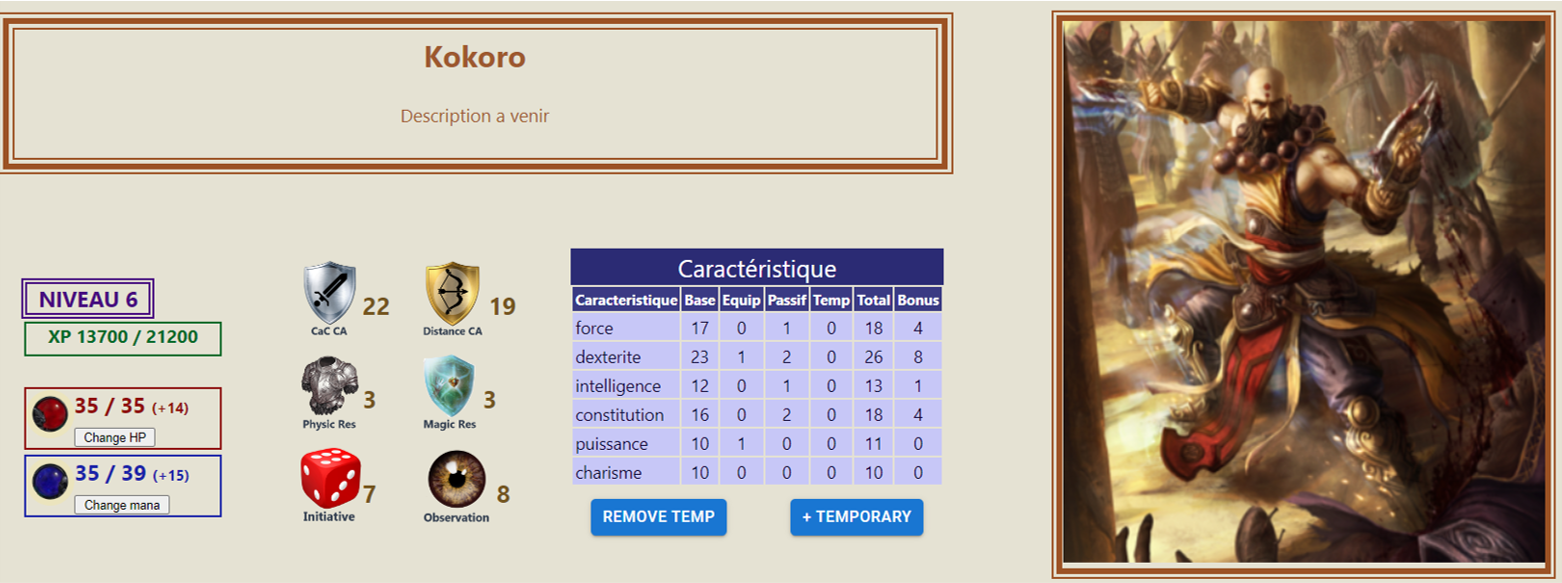 Kokoro
Description a venir
NIVEAU 6
XP 13700 / 21200
35 / 35 (+14)
Change HP
35 / 39 (+15)
Change mana
22
CaC CA
19
Distance CA
3
Physic Res
3
Magic Res
7
Initiative
8
Observation
Caractéristique
Caracteristique Base Equip Passif Temp Total Bonus
force 17 0 1 0 18 4
dexterite 23 1 2 0 26 8
intelligence 12 0 1 0 13 1
constitution 16 0 2 0 18 4
puissance 10 1 0 0 11 0
charisme 10 0 0 0 10 0
REMOVE TEMP
+ TEMPORARY